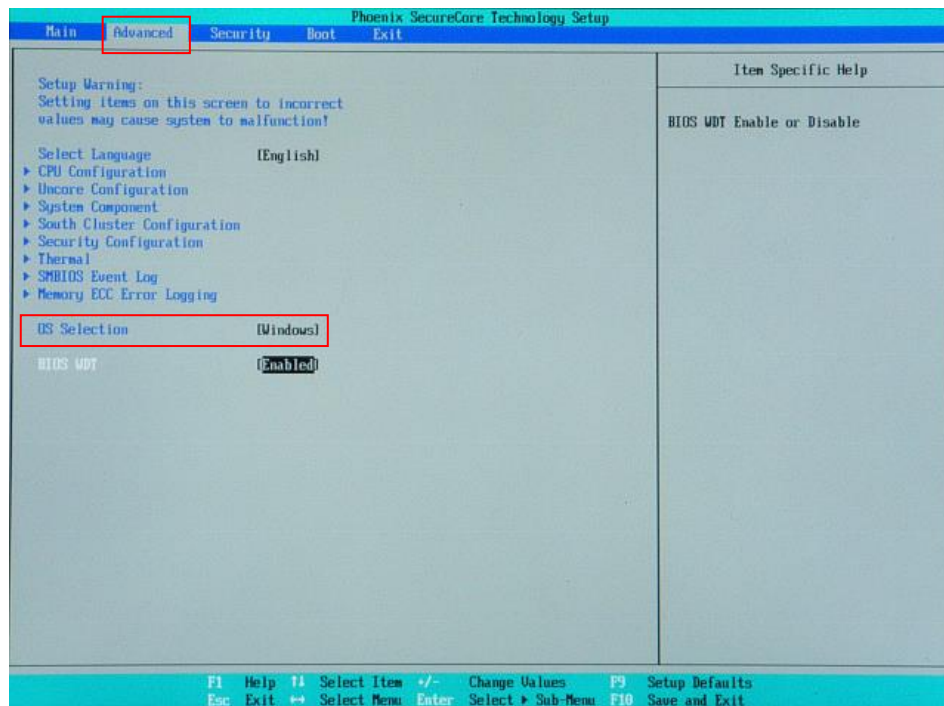 Phoenix SecureCore Technology Setup
Main Advanced Security Boot Exit
Item Specific Help
Setup Warning:
Setting items on this screen to incorrect
values may cause system to malfunction!
BIOS WDT Enable or Disable
Select Language [English]
▶ CPU Configuration
▶ Uncore Configuration
▶ System Component
▶ South Cluster Configuration
▶ Security Configuration
▶ Thermal
▶ SMBIOS Event Log
▶ Memory ECC Error Logging
OS Selection [Windows]
BIOS WDT [Enabled]
F1 Help ↑↓ Select Item +/- Change Values F9 Setup Defaults
Esc Exit ↔ Select Menu Enter Select ▶ Sub-Menu F10 Save and Exit